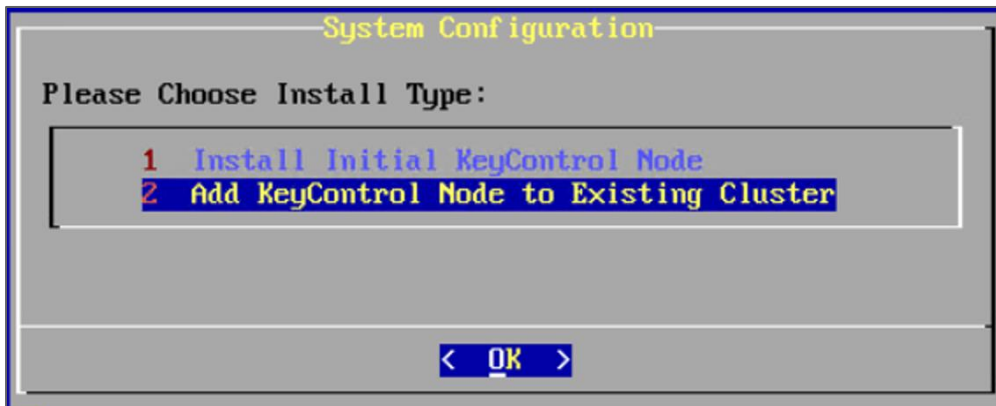 System Configuration
Please Choose Install Type:
1 Install Initial KeyControl Node
2 Add KeyControl Node to Existing Cluster
< OK >